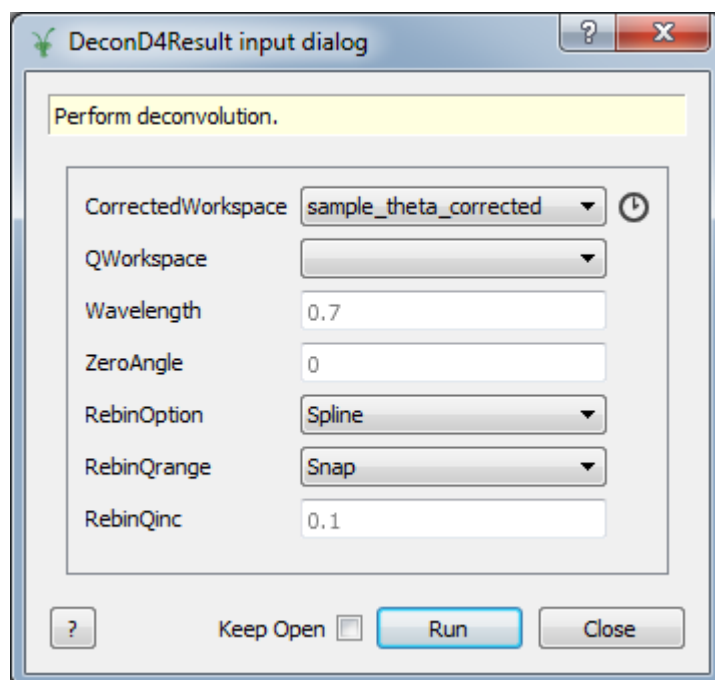 DeconD4Result input dialog
?
X
Perform deconvolution.
CorrectedWorkspace sample_theta_corrected
QWorkspace
Wavelength 0.7
ZeroAngle 0
RebinOption Spline
RebinQrange Snap
RebinQinc 0.1
? Keep Open Run Close